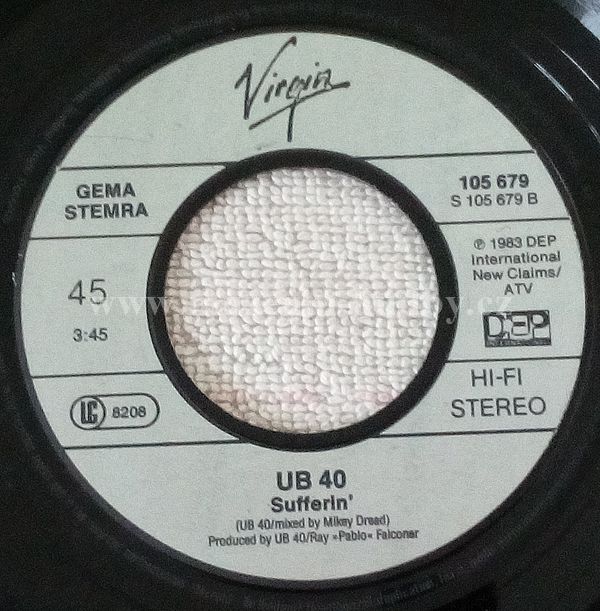 Virgin
GEMA
STEMRA
105 679
S 105 679 B
45
3:45
℗ 1983 DEP
International
New Claims/
ATV
DEP
LC 8208
HI-FI
STEREO
UB 40
Sufferin'
(UB 40/mixed by Mikey Dread)
Produced by UB 40/Ray »Pablo« Falconer